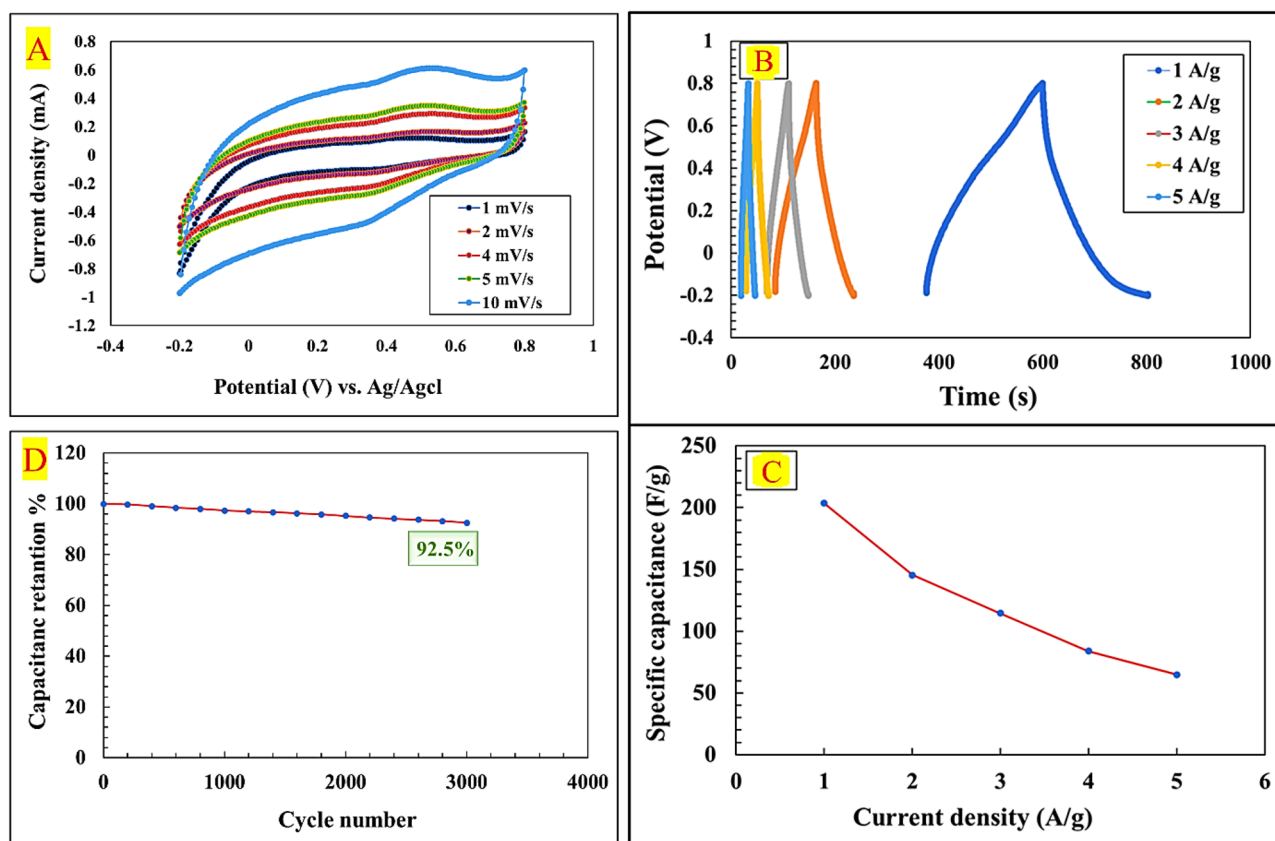 A
Current density (mA)
0.8
0.6
0.4
0.2
0
-0.2
-0.4
-0.6
-0.8
-1
-1.2
-0.4
-0.2
0
0.2
0.4
0.6
0.8
1
Potential (V) vs. Ag/Agcl
1 mV/s
2 mV/s
4 mV/s
5 mV/s
10 mV/s
B
Potential (V)
1
0.8
0.6
0.4
0.2
0
-0.2
-0.4
0
200
400
600
800
1000
Time (s)
1 A/g
2 A/g
3 A/g
4 A/g
5 A/g
D
Capacitanc retantion %
120
100
80
60
40
20
0
0
1000
2000
3000
4000
Cycle number
92.5%
C
Specific capacitance (F/g)
250
200
150
100
50
0
0
1
2
3
4
5
6
Current density (A/g)